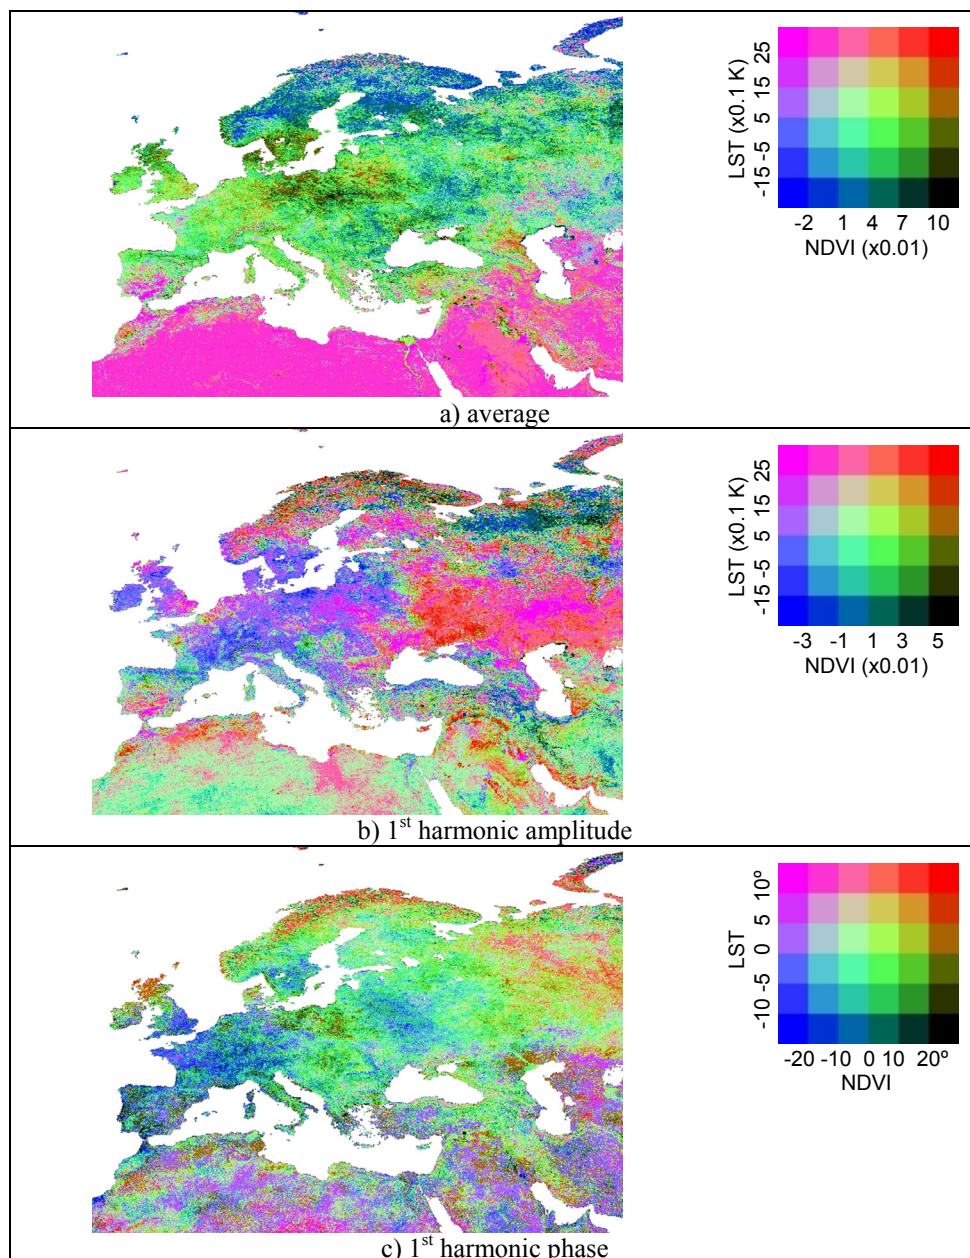 LST (x0.1 K)
25
15
5
-5
-15
-2 1 4 7 10
NDVI (x0.01)
a) average
LST (x0.1 K)
25
15
5
-5
-15
-3 -1 1 3 5
NDVI (x0.01)
b) 1st harmonic amplitude
LST
10º
5
0
-5
-10
-20 -10 0 10 20º
NDVI
c) 1st harmonic phase